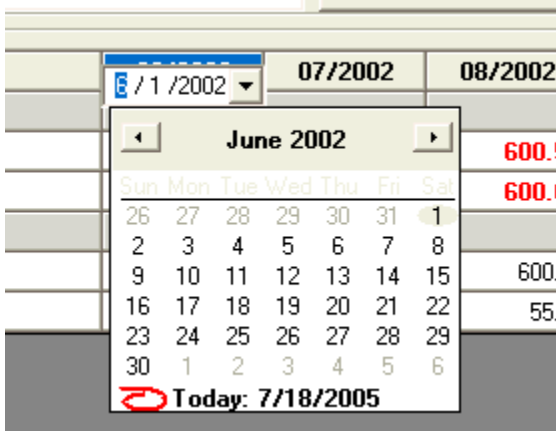 07/2002 08/2002
6 / 1 /2002
June 2002
600.
Sun Mon Tue Wed Thu Fri Sat
600.
26 27 28 29 30 31 1
2 3 4 5 6 7 8
9 10 11 12 13 14 15
600.
16 17 18 19 20 21 22
55.
23 24 25 26 27 28 29
30 1 2 3 4 5 6
Today: 7/18/2005